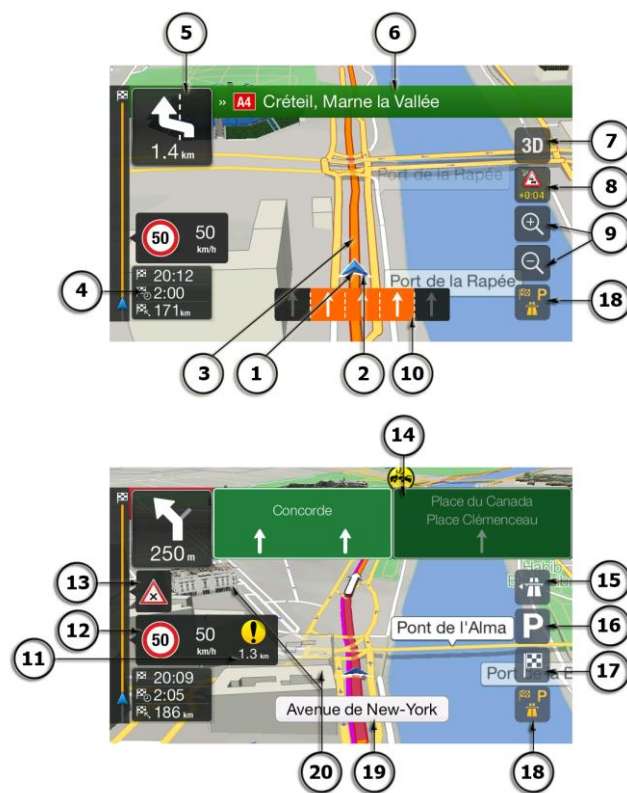 5
6
» A4 Créteil, Marne la Vallée
1.4 km
3D
7
Port de la Rapée
+0:04
8
50 50 km/h
9
4
20:12
2:00
171 km
Port de la Rapée
P
18
3
1
2
10
14
Concorde
Place du Canada
Place Clémenceau
250 m
15
13
12
50 50 km/h
1.3 km
11
P
16
Pont de l'Alma
17
20:09
2:05
186 km
Avenue de New-York
P
20
19
18